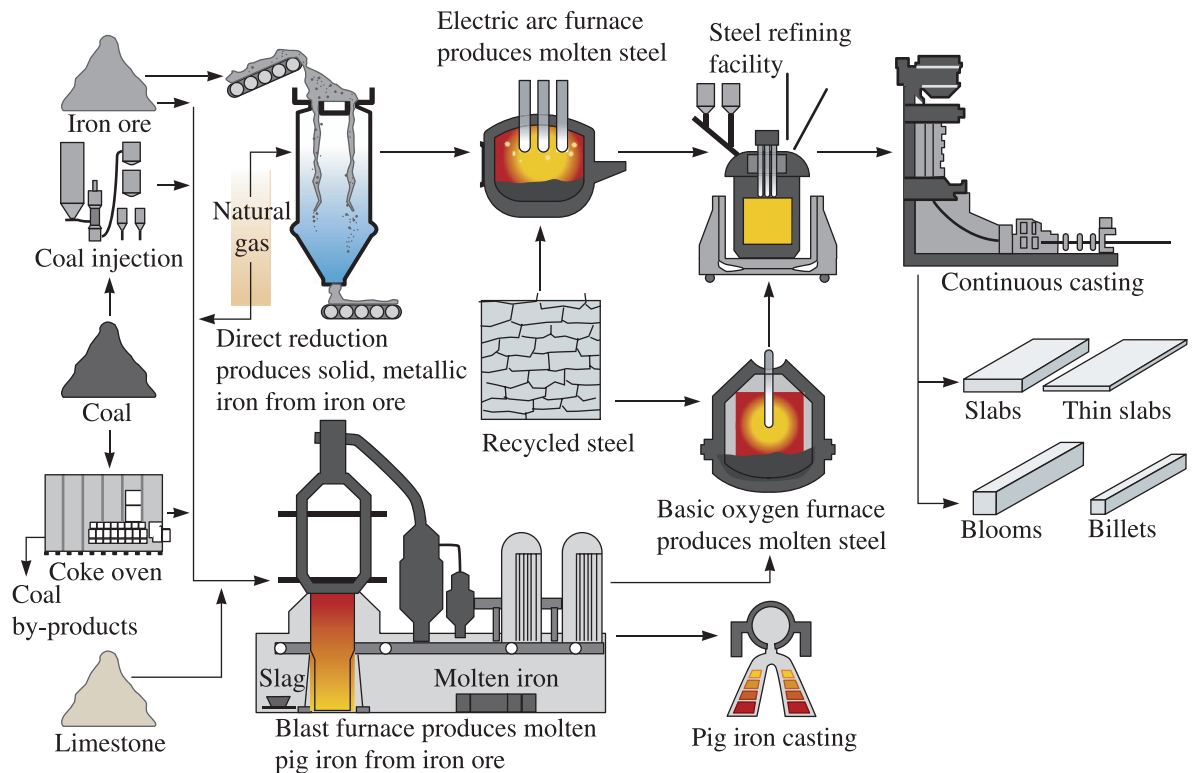 Electric arc furnace
produces molten steel
Steel refining
facility
Iron ore
Natural
gas
Coal injection
Continuous casting
Direct reduction
produces solid, metallic
iron from iron ore
Coal
Recycled steel
Slabs
Thin slabs
Basic oxygen furnace
produces molten steel
Blooms
Billets
Coke oven
Coal
by-products
Slag
Molten iron
Limestone
Blast furnace produces molten
pig iron from iron ore
Pig iron casting